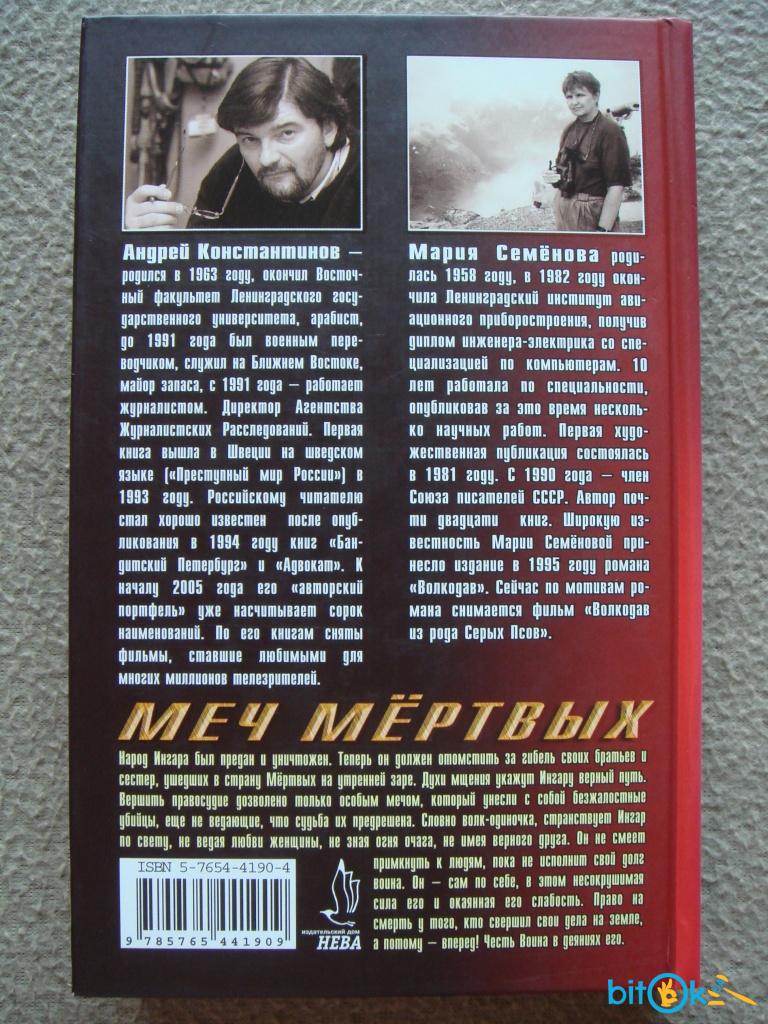 Андрей Константинов —
родился в 1963 году, окончил Восточ-
ный факультет Ленинградского госу-
дарственного университета, арабист,
до 1991 года был военным пере-
водчиком, служил на Ближнем Востоке,
майор запаса, с 1991 года — работает
журналистом. Директор Агентства
Журналистских Расследований. Первая
книга вышла в Швеции на шведском
языке («Преступный мир России») в
1993 году. Российскому читателю
стал хорошо известен после опуб-
ликования в 1994 году книг «Бан-
дитский Петербург» и «Адвокат». К
началу 2005 года его «авторский
портфель» уже насчитывает сорок
наименований. По его книгам сняты
фильмы, ставшие любимыми для
многих миллионов телезрителей.
Мария Семёнова роди-
лась 1958 году, в 1982 году окон-
чила Ленинградский институт ави-
ационного приборостроения, получив
диплом инженера-электрика со спе-
циализацией по компьютерам. 10
лет работала по специальности,
опубликовав за это время несколь-
ко научных работ. Первая худо-
жественная публикация состоялась
в 1981 году. С 1990 года – член
Союза писателей СССР. Автор поч-
ти двадцати книг. Широкую из-
вестность Марии Семёновой при-
несло издание в 1995 году романа
«Волкодав». Сейчас по мотивам ро-
мана снимается фильм «Волкодав
из рода Серых Псов».
МЕЧ МЁРТВЫХ
Народ Ингара был предан и уничтожен. Теперь он должен отомстить за гибель своих братьев и
сестер, ушедших в страну Мёртвых на утренней заре. Духи мщения укажут Ингару верный путь.
Вершить правосудие дозволено только особым мечом, который унесли с собой безжалостные
убийцы, еще не ведающие, что судьба их предрешена. Словно волк-одиночка, странствует Ингар
по свету, не ведая любви женщины, не зная огня очага, не имея верного друга. Он не смеет
примкнуть к людям, пока не исполнит свой долг
воина. Он – сам по себе, в этом несокрушимая
сила его и окаянная его слабость. Право на
смерть у того, кто свершил свои дела на земле,
а потому – вперед! Честь Воина в деяниях его.
ISBN 5-7654-4190-4
9 785765 441909
издательский дом
НЕВА
bitOk